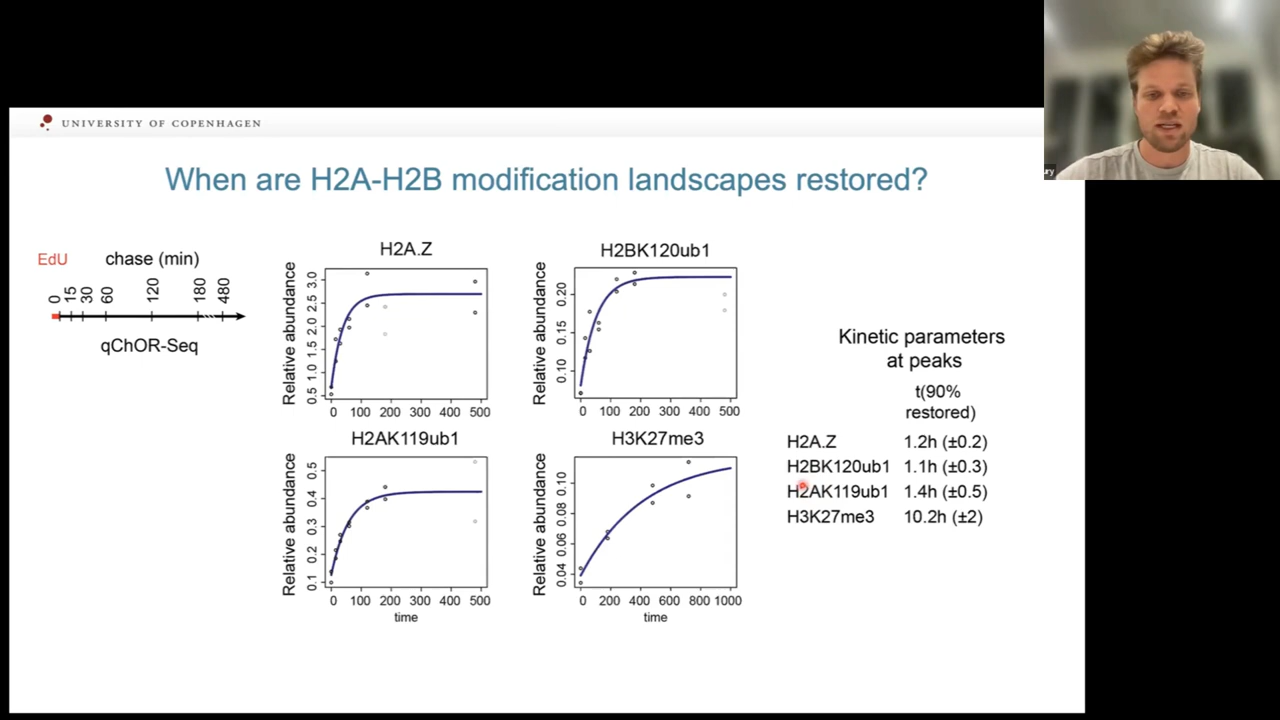 ury
UNIVERSITY OF COPENHAGEN
When are H2A-H2B modification landscapes restored?
EdU
chase (min)
0 15 30 60 120 180 480
qChOR-Seq
H2A.Z
Relative abundance
0.5 1.0 1.5 2.0 2.5 3.0
0 100 200 300 400 500
H2BK120ub1
Relative abundance
0.10 0.15 0.20
0 100 200 300 400 500
H2AK119ub1
Relative abundance
0.1 0.2 0.3 0.4 0.5
0 100 200 300 400 500
time
H3K27me3
Relative abundance
0.04 0.06 0.08 0.10
0 200 400 600 800 1000
time
Kinetic parameters
at peaks
t(90%
restored)
H2A.Z 1.2h (±0.2)
H2BK120ub1 1.1h (±0.3)
H2AK119ub1 1.4h (±0.5)
H3K27me3 10.2h (±2)